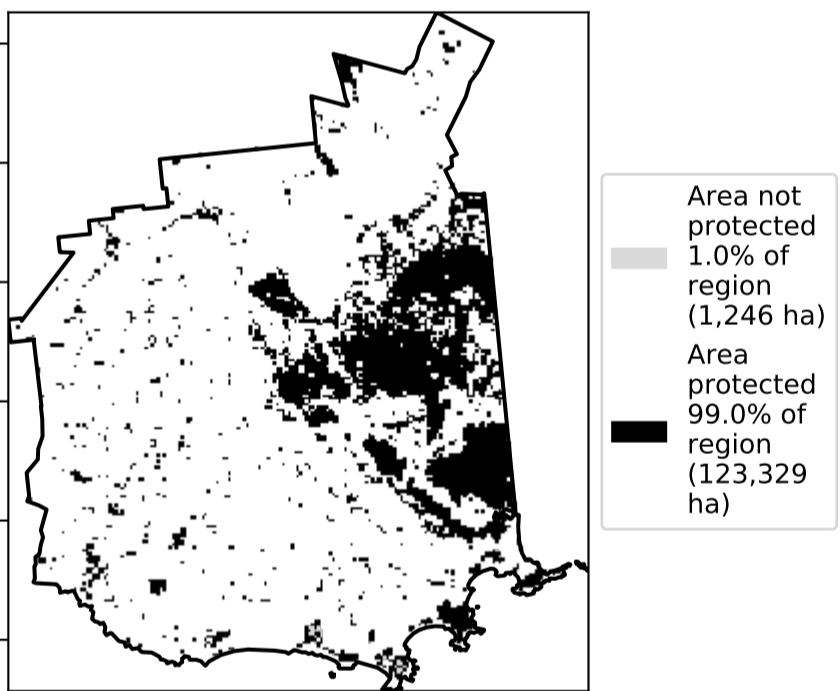 Area not
protected
1.0% of
region
(1,246 ha)
Area
protected
99.0% of
region
(123,329
ha)